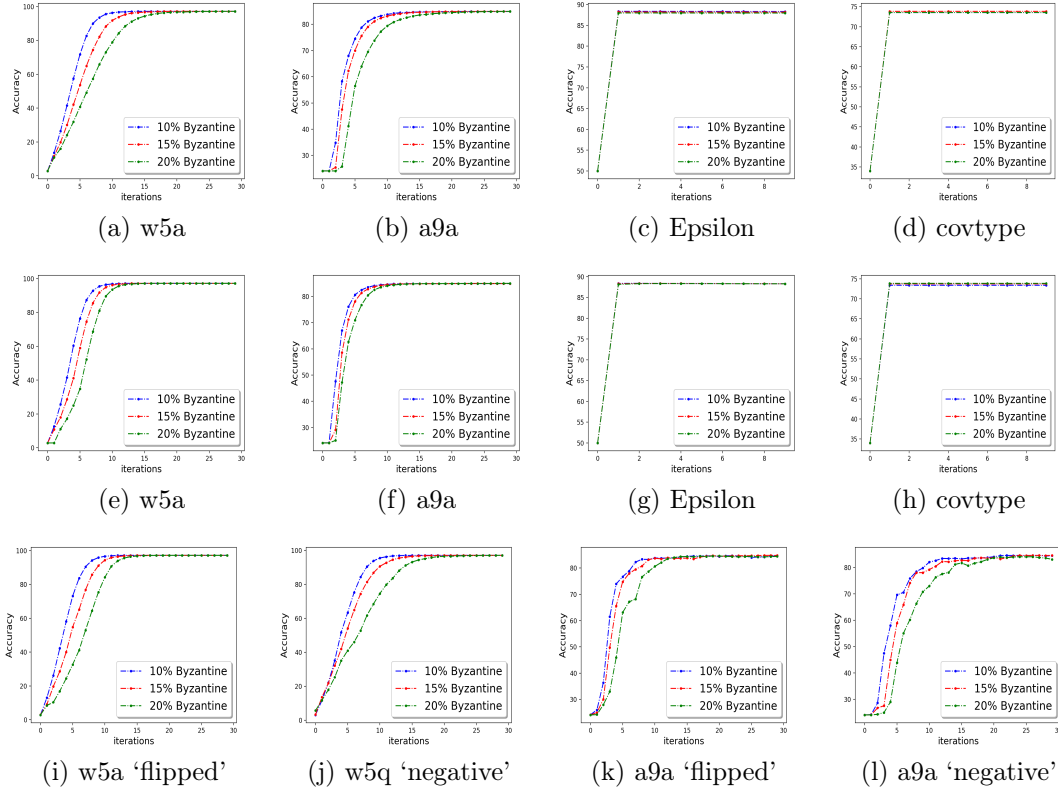 100
80
60
40
20
0
Accuracy
0 5 10 15 20 25 30
iterations
10% Byzantine
15% Byzantine
20% Byzantine
(a) w5a
80
70
60
50
40
30
Accuracy
0 5 10 15 20 25 30
iterations
10% Byzantine
15% Byzantine
20% Byzantine
(b) a9a
90
85
80
75
70
65
60
55
50
Accuracy
0 2 4 6 8
iterations
10% Byzantine
15% Byzantine
20% Byzantine
(c) Epsilon
75
70
65
60
55
50
45
40
35
Accuracy
0 2 4 6 8
iterations
10% Byzantine
15% Byzantine
20% Byzantine
(d) covtype
100
80
60
40
20
0
Accuracy
0 5 10 15 20 25 30
iterations
10% Byzantine
15% Byzantine
20% Byzantine
(e) w5a
80
70
60
50
40
30
Accuracy
0 5 10 15 20 25 30
iterations
10% Byzantine
15% Byzantine
20% Byzantine
(f) a9a
90
85
80
75
70
65
60
55
50
Accuracy
0 2 4 6 8
iterations
10% Byzantine
15% Byzantine
20% Byzantine
(g) Epsilon
75
70
65
60
55
50
45
40
35
Accuracy
0 2 4 6 8
iterations
10% Byzantine
15% Byzantine
20% Byzantine
(h) covtype
100
80
60
40
20
0
Accuracy
0 5 10 15 20 25 30
iterations
10% Byzantine
15% Byzantine
20% Byzantine
(i) w5a ‘flipped’
100
80
60
40
20
0
Accuracy
0 5 10 15 20 25 30
iterations
10% Byzantine
15% Byzantine
20% Byzantine
(j) w5q ‘negative’
80
70
60
50
40
30
Accuracy
0 5 10 15 20 25 30
iterations
10% Byzantine
15% Byzantine
20% Byzantine
(k) a9a ‘flipped’
80
70
60
50
40
30
Accuracy
0 5 10 15 20 25 30
iterations
10% Byzantine
15% Byzantine
20% Byzantine
(l) a9a ‘negative’